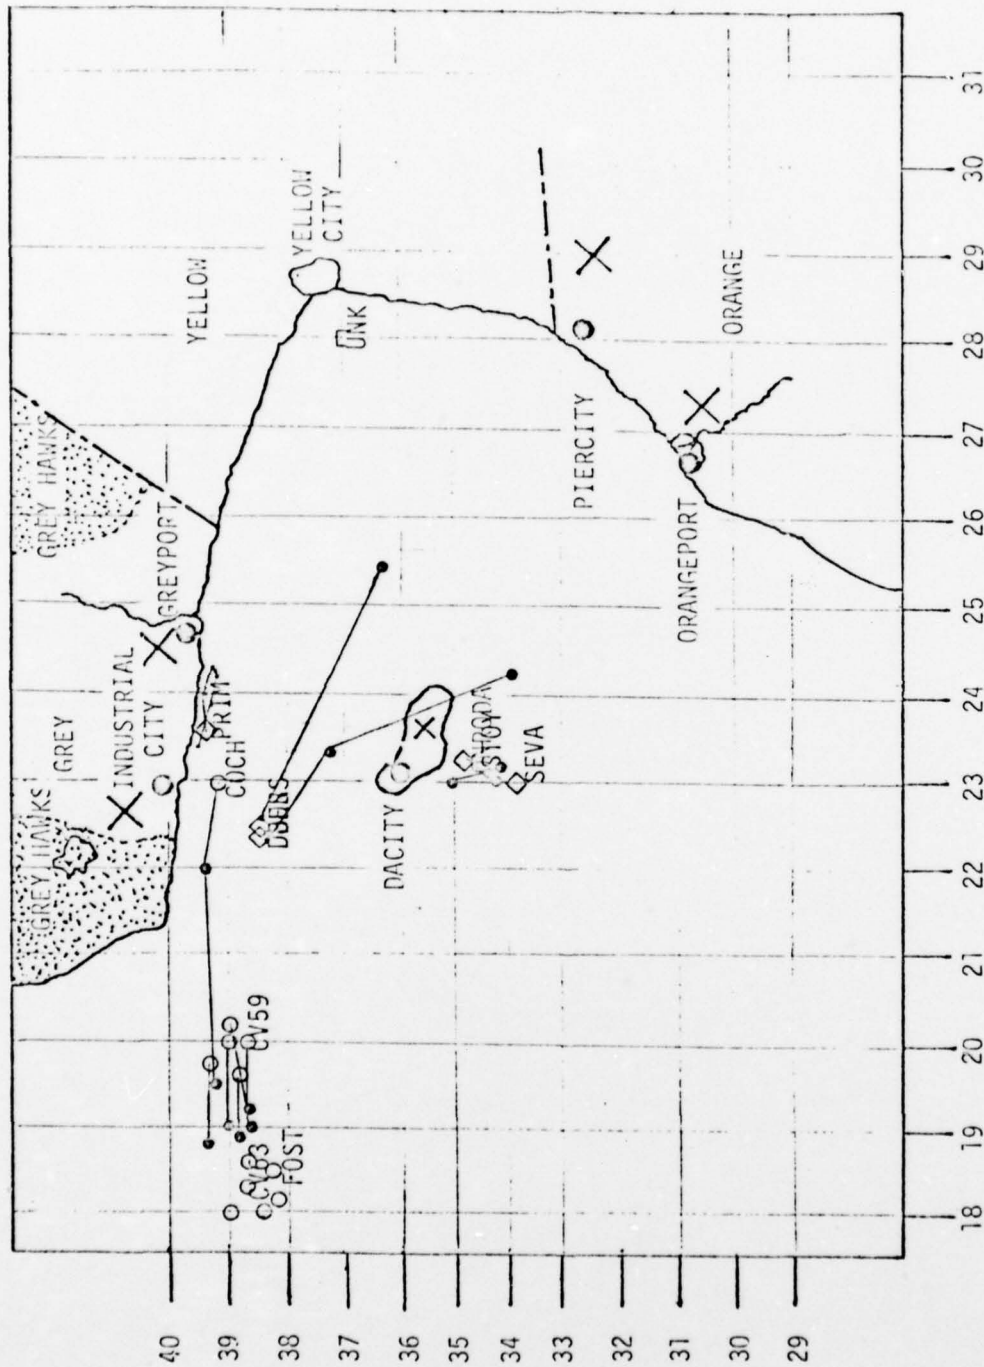 GREY HAWKS
GREY
INDUSTRIAL
CITY
GREYPORT
GREY HAWKS
YELLOW
YELLOW
CITY
UNK
COCH
PRIM
CV59
CV63
FOST
DACITY
STOY
SEVA
PIERCITY
ORANGEPORT
ORANGE
40
39
38
37
36
35
34
33
32
31
30
29
18
19
20
21
22
23
24
25
26
27
28
29
30
31